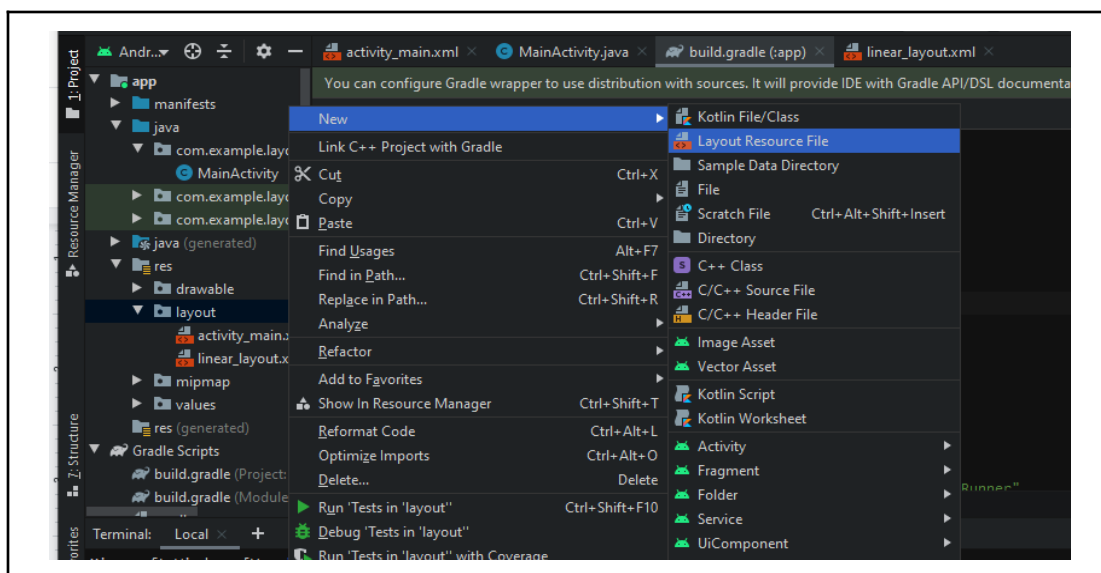 1: Project
Resource Manager
7: Structure
Andr...
activity_main.xml
MainActivity.java
build.gradle (:app)
linear_layout.xml
You can configure Gradle wrapper to use distribution with sources. It will provide IDE with Gradle API/DSL documenta
app
manifests
java
com.example.layo
MainActivity
com.example.layo
com.example.layo
java (generated)
res
drawable
layout
activity_main.x
linear_layout.x
mipmap
values
res (generated)
Gradle Scripts
build.gradle (Project:
build.gradle (Module
Terminal: Local
New
Link C++ Project with Gradle
Cut Ctrl+X
Copy
Paste Ctrl+V
Find Usages Alt+F7
Find in Path... Ctrl+Shift+F
Replace in Path... Ctrl+Shift+R
Analyze
Refactor
Add to Favorites
Show In Resource Manager Ctrl+Shift+T
Reformat Code Ctrl+Alt+L
Optimize Imports Ctrl+Alt+O
Delete... Delete
Run 'Tests in 'layout'' Ctrl+Shift+F10
Debug 'Tests in 'layout''
Run 'Tests in 'layout'' with Coverage
Kotlin File/Class
Layout Resource File
Sample Data Directory
File
Scratch File Ctrl+Alt+Shift+Insert
Directory
C++ Class
C/C++ Source File
C/C++ Header File
Image Asset
Vector Asset
Kotlin Script
Kotlin Worksheet
Activity
Fragment
Folder
Service
UiComponent
Runner"